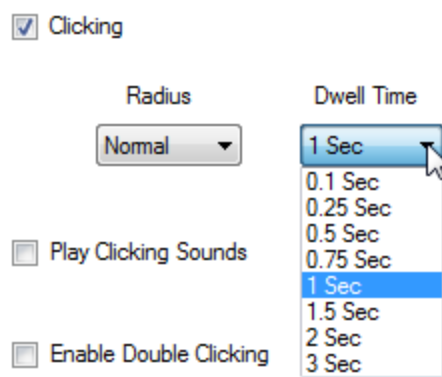 Clicking
Radius Dwell Time
Normal 1 Sec
0.1 Sec
0.25 Sec
0.5 Sec
Play Clicking Sounds
0.75 Sec
1 Sec
1.5 Sec
2 Sec
Enable Double Clicking
3 Sec